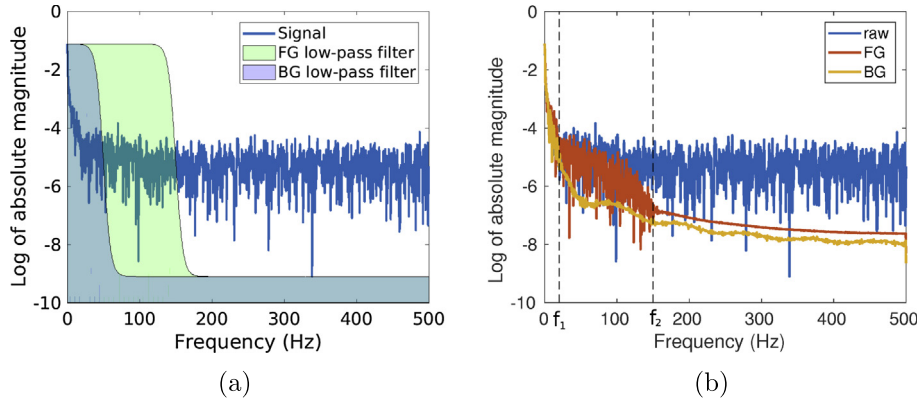 Log of absolute magnitude
0
-2
-4
-6
-8
-10
0 100 200 300 400 500
Frequency (Hz)
Signal
FG low-pass filter
BG low-pass filter
(a)
Log of absolute magnitude
0
-2
-4
-6
-8
-10
0 f₁ 100 f₂ 200 300 400 500
Frequency (Hz)
raw
FG
BG
(b)